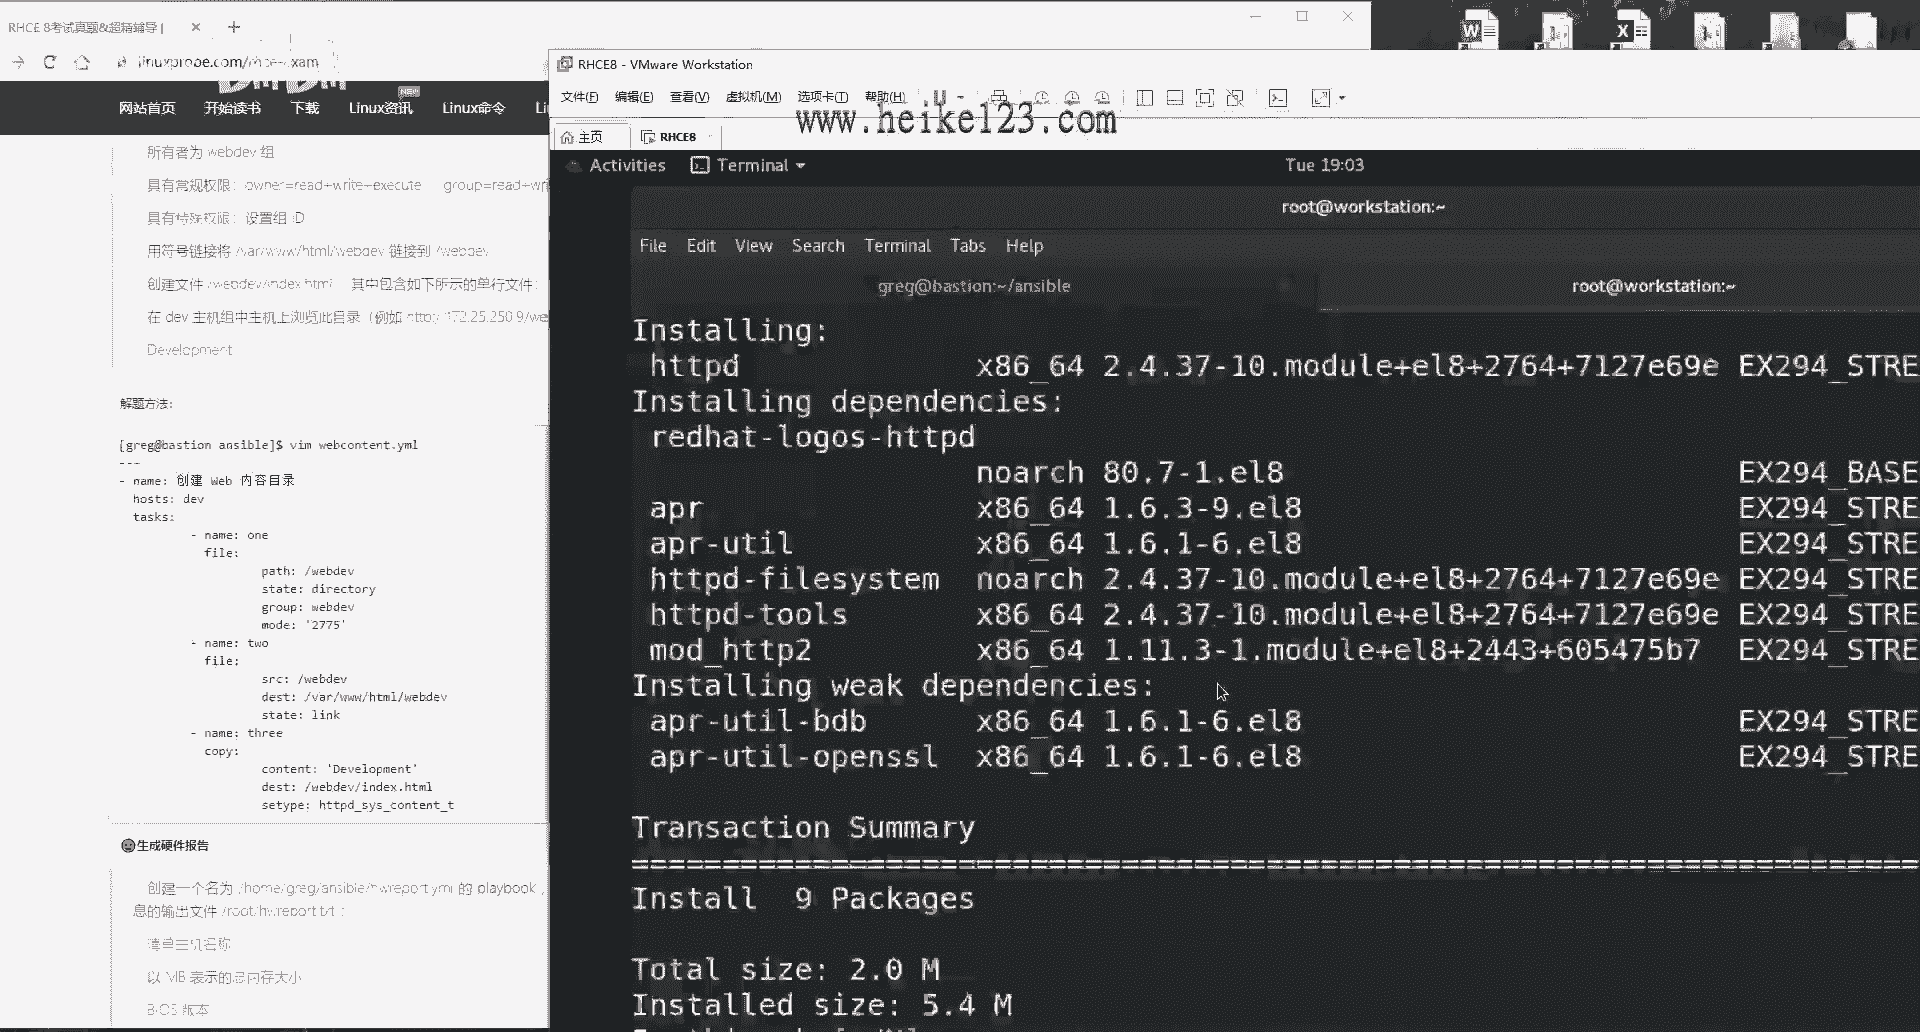 RHCE 8考试真题&超精辅导 |
linuxprobe.com/rhce-exam
网站首页 开始读书 下载 Linux资讯 NEW Linux命令
所有者为 webdev 组
具有常规权限：owner=read+write+execute group=read+wri
具有特殊权限：设置组 ID
用符号链接将 /var/www/html/webdev 链接到 /webdev
创建文件 /webdev/index.html 其中包含如下所示的单行文件：
在 dev 主机组中主机上浏览此目录（例如 http://172.25.250.9/we
Development
解题方法:
[greg@bastion ansible]$ vim webcontent.yml
---
- name: 创建 Web 内容目录
hosts: dev
tasks:
- name: one
file:
path: /webdev
state: directory
group: webdev
mode: '2775'
- name: two
file:
src: /webdev
dest: /var/www/html/webdev
state: link
- name: three
copy:
content: 'Development'
dest: /webdev/index.html
setype: httpd_sys_content_t
生成硬件报告
创建一个名为 /home/greg/ansible/hwreport.yml 的 playbook
息的输出文件 /root/hwreport.txt：
清单主机名称
以 MB 表示的总内存大小
BIOS 版本
RHCE8 - VMware Workstation
文件(F) 编辑(E) 查看(V) 虚拟机(M) 选项卡(T) 帮助(H)
www.heike123.com
主页 RHCE8
Activities Terminal Tue 19:03
root@workstation:~
File Edit View Search Terminal Tabs Help
greg@bastion:~/ansible root@workstation:~
Installing:
httpd x86_64 2.4.37-10.module+el8+2764+7127e69e EX294_STRE
Installing dependencies:
redhat-logos-httpd
noarch 80.7-1.el8 EX294_BASE
apr x86_64 1.6.3-9.el8 EX294_STRE
apr-util x86_64 1.6.1-6.el8 EX294_STRE
httpd-filesystem noarch 2.4.37-10.module+el8+2764+7127e69e EX294_STRE
httpd-tools x86_64 2.4.37-10.module+el8+2764+7127e69e EX294_STRE
mod_http2 x86_64 1.11.3-1.module+el8+2443+605475b7 EX294_STRE
Installing weak dependencies:
apr-util-bdb x86_64 1.6.1-6.el8 EX294_STRE
apr-util-openssl x86_64 1.6.1-6.el8 EX294_STRE
Transaction Summary
Install 9 Packages
Total size: 2.0 M
Installed size: 5.4 M